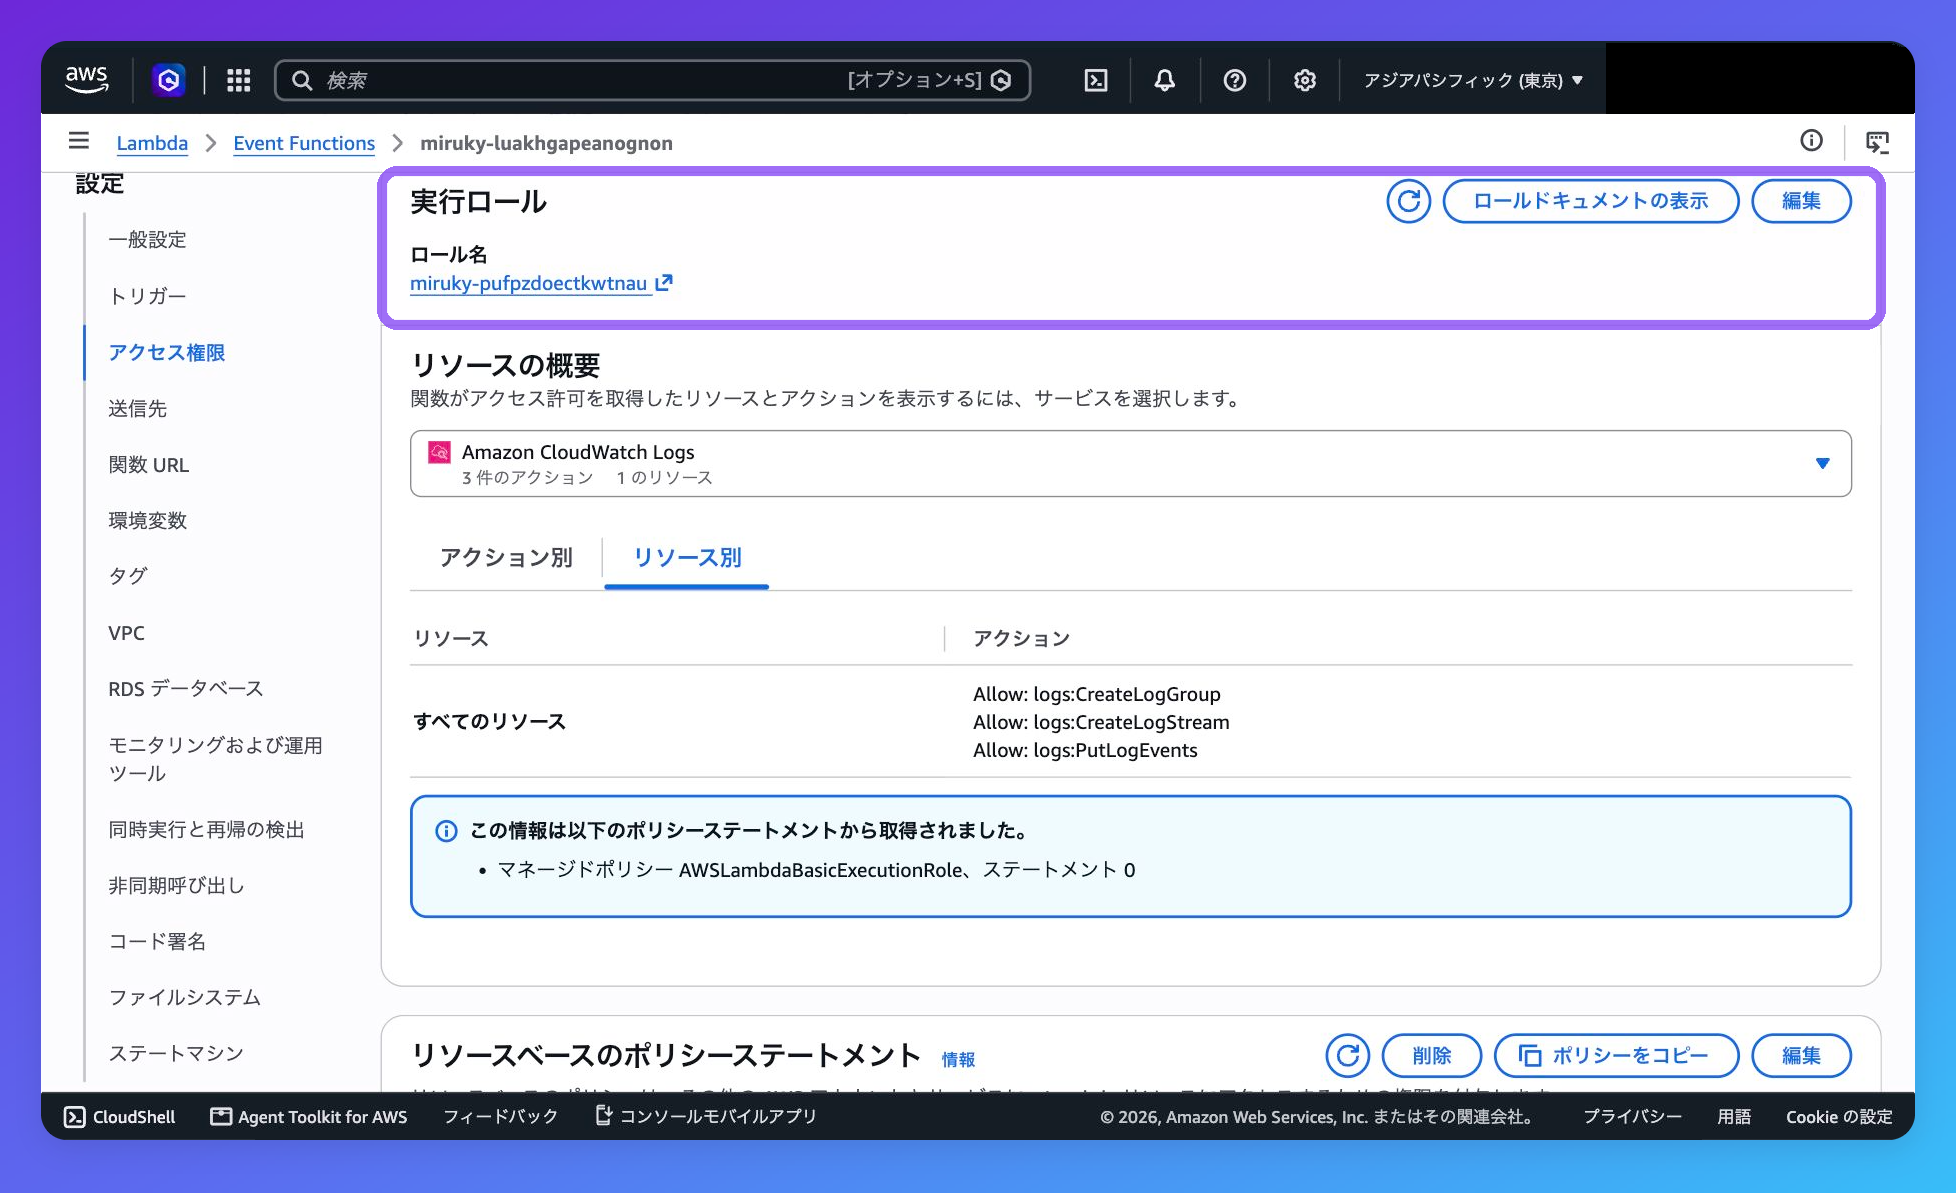 aws
検索
[オプション+S]
アジアパシフィック (東京) ▼
Lambda
Event Functions
miruky-luakhgapeanognon
設定
一般設定
トリガー
アクセス権限
送信先
関数 URL
環境変数
タグ
VPC
RDS データベース
モニタリングおよび運用
ツール
同時実行と再帰の検出
非同期呼び出し
コード署名
ファイルシステム
ステートマシン
実行ロール
ロールドキュメントの表示
編集
ロール名
miruky-pufpzdoectkwtnau
リソースの概要
関数がアクセス許可を取得したリソースとアクションを表示するには、サービスを選択します。
Amazon CloudWatch Logs
3 件のアクション 1 のリソース
アクション別
リソース別
リソース
アクション
すべてのリソース
Allow: logs:CreateLogGroup
Allow: logs:CreateLogStream
Allow: logs:PutLogEvents
この情報は以下のポリシーステートメントから取得されました。
• マネージドポリシー AWSLambdaBasicExecutionRole、ステートメント 0
リソースベースのポリシーステートメント 情報
削除
ポリシーをコピー
編集
CloudShell
Agent Toolkit for AWS
フィードバック
コンソールモバイルアプリ
© 2026, Amazon Web Services, Inc. またはその関連会社。
プライバシー
用語
Cookie の設定